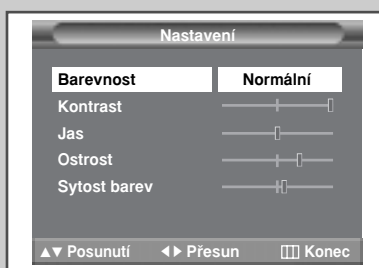 Nastavení
Barevnost Normální
Kontrast
Jas
Ostrost
Sytost barev
▲▼ Posunutí ◄► Přesun Konec